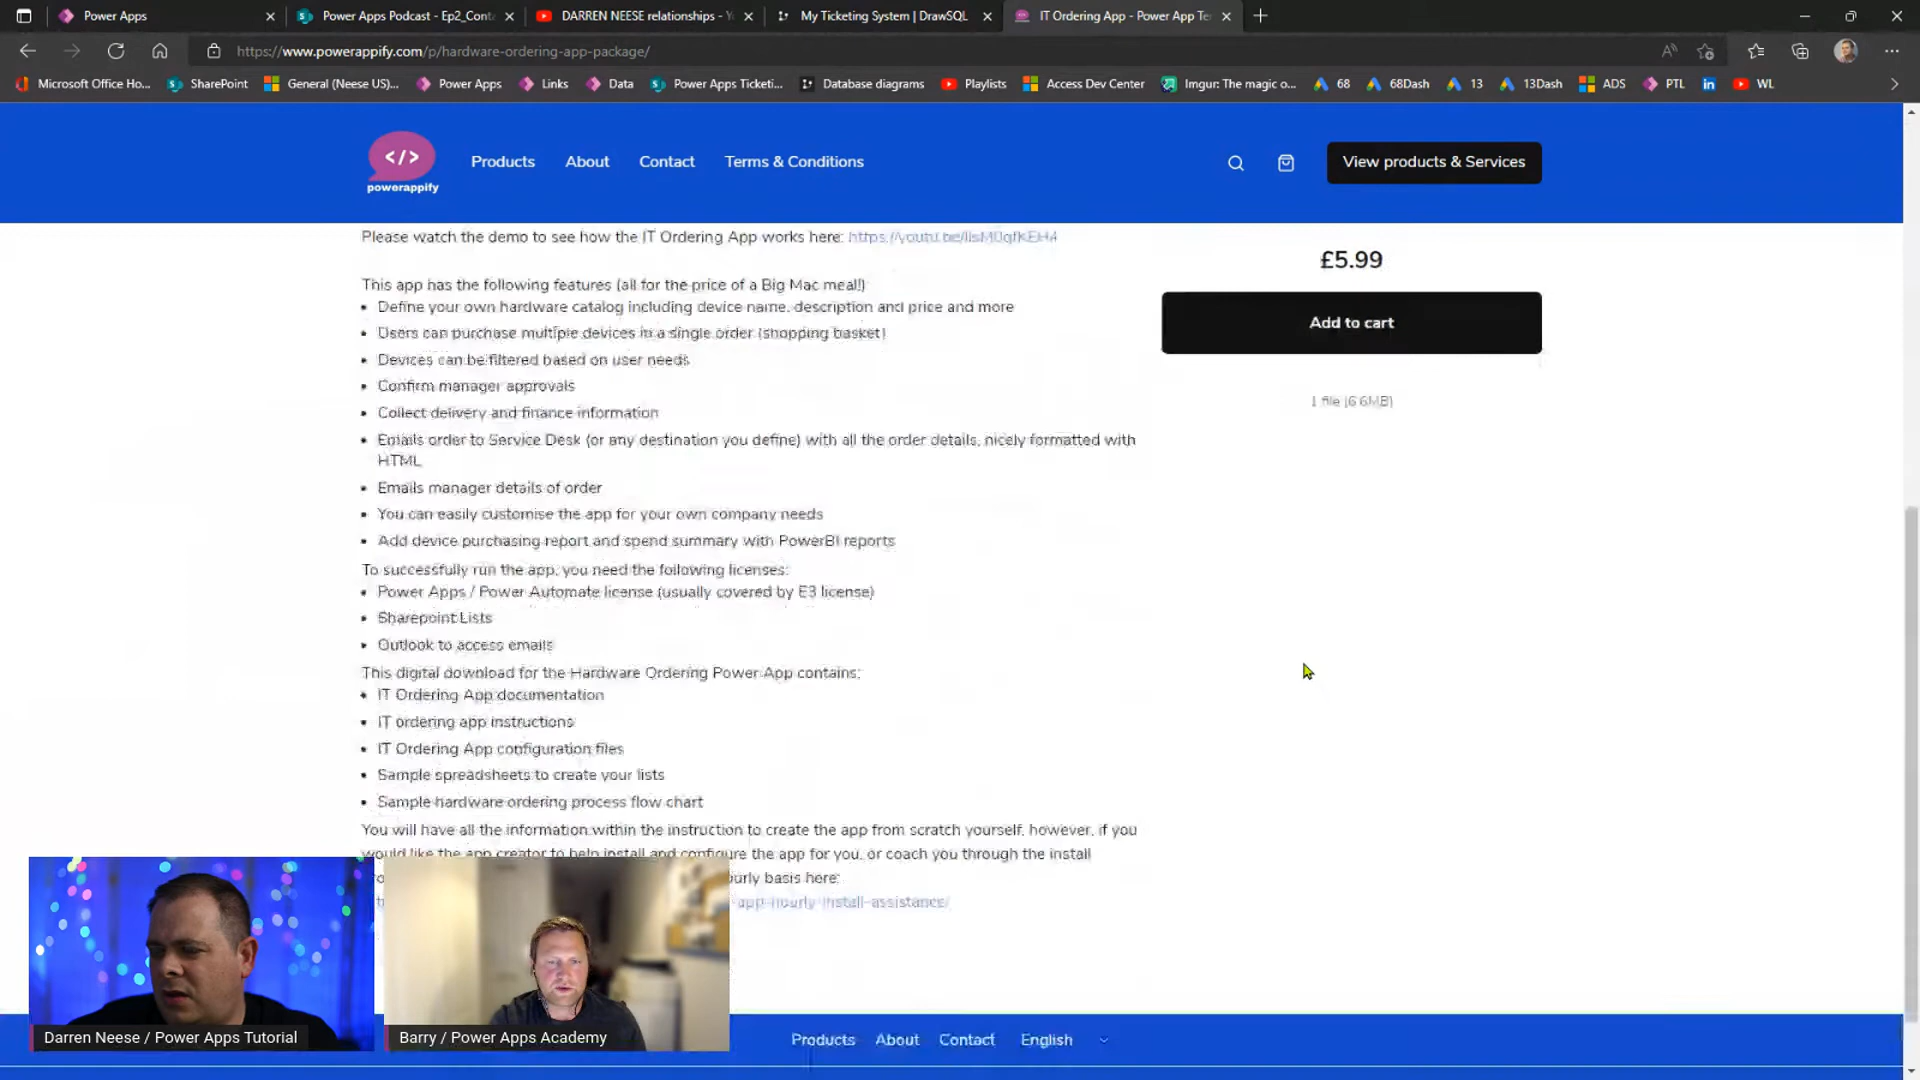 Power Apps
Power Apps Podcast - Ep2_Cont
DARREN NEESE relationships - Y
My Ticketing System | DrawSQL
IT Ordering App - Power App Te
https://www.powerappify.com/p/hardware-ordering-app-package/
Microsoft Office Ho...
SharePoint
General (Neese US)...
Power Apps
Links
Data
Power Apps Ticketi...
Database diagrams
Playlists
Access Dev Center
Imgur: The magic o...
68
68Dash
13
13Dash
ADS
PTL
WL
</>
powerappify
Products
About
Contact
Terms & Conditions
View products & Services
Please watch the demo to see how the IT Ordering App works here:
£5.99
Add to cart
1 file (6.6MB)
This app has the following features (all for the price of a Big Mac meal!)
• Define your own hardware catalog including device name, description and price and more
• Users can purchase multiple devices in a single order (shopping basket)
• Devices can be filtered based on user needs
• Confirm manager approvals
• Collect delivery and finance information
• Emails order to Service Desk (or any destination you define) with all the order details, nicely formatted with
HTML
• Emails manager details of order
• You can easily customise the app for your own company needs
• Add device purchasing report and spend summary with PowerBI reports
To successfully run the app, you need the following licenses:
• Power Apps / Power Automate license (usually covered by E3 license)
• Sharepoint Lists
• Outlook to access emails
This digital download for the Hardware Ordering Power App contains:
• IT Ordering App documentation
• IT ordering app instructions
• IT Ordering App configuration files
• Sample spreadsheets to create your lists
• Sample hardware ordering process flow chart
You will have all the information within the instruction to create the app from scratch yourself, however, if you
would like the app creator to help install and configure the app for you, or coach you through the install
basis here:
app-hourly-install-assistance/
Darren Neese / Power Apps Tutorial
Barry / Power Apps Academy
Products
About
Contact
English